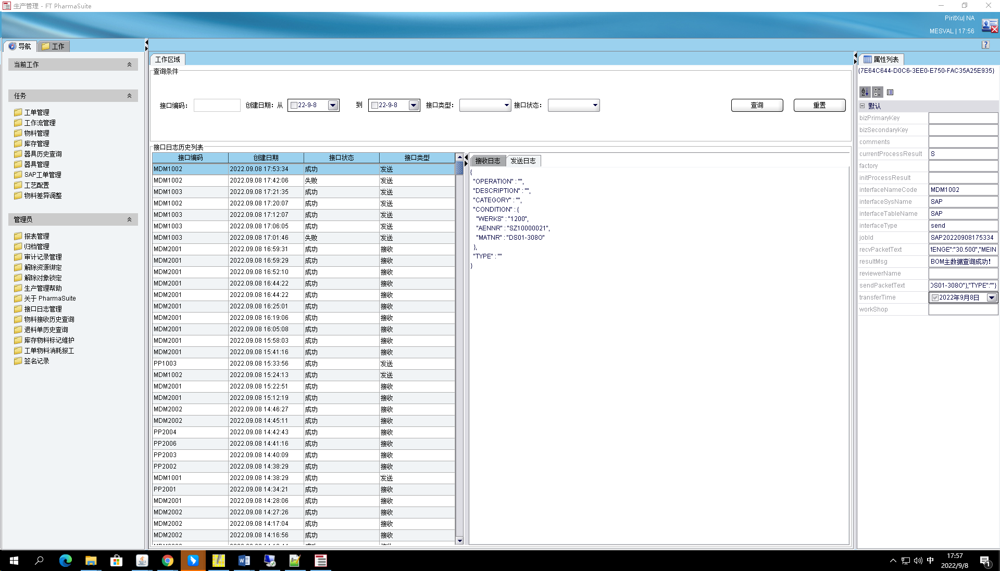 生产管理 - FT PharmaSuite
PiritXu| NA
MESVAL | 17:56
导航
工作
当前工作
任务
工单管理
工作流管理
物料管理
库存管理
器具历史查询
器具管理
SAP工单管理
工艺配置
物料差异调整
管理员
报表管理
归档管理
审计记录管理
解除资源绑定
解除对象锁定
生产管理帮助
关于 PharmaSuite
接口日志管理
物料接收历史查询
退料单历史查询
库存物料标记维护
工单物料消耗报工
签名记录
工作区域
查询条件
接口编码: 创建日期: 从 22-9-8 到 22-9-8 接口类型: 接口状态: 查询 重置
接口日志历史列表
接口编码 创建日期 接口状态 接口类型
MDM1002 2022.09.08 17:53:34 成功 发送
MDM1002 2022.09.08 17:42:06 失败 发送
MDM1003 2022.09.08 17:21:35 成功 发送
MDM1002 2022.09.08 17:20:07 成功 发送
MDM1003 2022.09.08 17:12:07 成功 发送
MDM1003 2022.09.08 17:06:05 成功 发送
MDM1003 2022.09.08 17:01:46 失败 发送
MDM2001 2022.09.08 16:59:31 成功 接收
MDM2001 2022.09.08 16:59:29 成功 接收
MDM2001 2022.09.08 16:52:10 成功 接收
MDM2001 2022.09.08 16:44:22 成功 接收
MDM2001 2022.09.08 16:44:22 成功 接收
MDM2001 2022.09.08 16:25:01 成功 接收
MDM2001 2022.09.08 16:19:06 成功 接收
MDM2001 2022.09.08 16:05:08 成功 接收
MDM2001 2022.09.08 15:58:03 成功 接收
MDM2001 2022.09.08 15:41:16 成功 接收
PP1003 2022.09.08 15:33:56 成功 发送
MDM1002 2022.09.08 15:24:13 成功 发送
MDM2001 2022.09.08 15:22:51 成功 接收
MDM2001 2022.09.08 15:12:19 成功 接收
MDM2002 2022.09.08 14:46:27 成功 接收
MDM2002 2022.09.08 14:45:11 成功 接收
PP2004 2022.09.08 14:42:43 成功 接收
PP2006 2022.09.08 14:41:16 成功 接收
PP2003 2022.09.08 14:40:09 成功 接收
PP2002 2022.09.08 14:38:29 成功 接收
MDM1001 2022.09.08 14:38:29 成功 发送
PP2001 2022.09.08 14:34:21 成功 接收
MDM2001 2022.09.08 14:28:06 成功 接收
MDM2002 2022.09.08 14:27:26 成功 接收
MDM2002 2022.09.08 14:17:04 成功 接收
MDM2002 2022.09.08 14:16:56 成功 接收
接收日志 发送日志
{
"OPERATION" : "",
"DESCRIPTION" : "",
"CATEGORY" : "",
"CONDITION" : {
"WERKS" : "1200",
"AENNR" : "SZ10000021",
"MATNR" : "DS01-308O"
},
"TYPE" : ""
}
属性列表
{7E64C644-D0C6-3EE0-E750-FAC35A25E935}
默认
bizPrimaryKey
bizSecondaryKey
comments
currentProcessResult S
factory
initProcessResult
interfaceNameCode MDM1002
interfaceSysName SAP
interfaceTableName SAP
interfaceType send
jobId SAP20220908175334
recvPacketText ENGE":"30.500","MEIN
resultMsg BOM主数据查询成功!
reviewerName
sendPacketText S01-308O"},"TYPE":""}
transferTime 2022年9月8日
workShop
中
17:57
2022/9/8
1